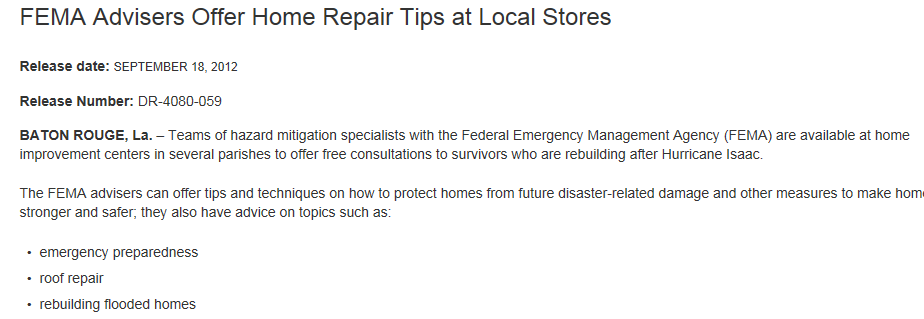 FEMA Advisers Offer Home Repair Tips at Local Stores
Release date: SEPTEMBER 18, 2012
Release Number: DR-4080-059
BATON ROUGE, La. – Teams of hazard mitigation specialists with the Federal Emergency Management Agency (FEMA) are available at home
improvement centers in several parishes to offer free consultations to survivors who are rebuilding after Hurricane Isaac.
The FEMA advisers can offer tips and techniques on how to protect homes from future disaster-related damage and other measures to make hom
stronger and safer; they also have advice on topics such as:
• emergency preparedness
• roof repair
• rebuilding flooded homes